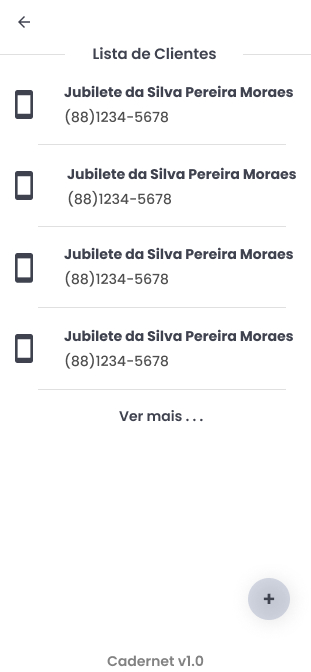 Lista de Clientes
Jubilete da Silva Pereira Moraes
(88)1234-5678
Jubilete da Silva Pereira Moraes
(88)1234-5678
Jubilete da Silva Pereira Moraes
(88)1234-5678
Jubilete da Silva Pereira Moraes
(88)1234-5678
Ver mais . . .
+
Cadernet v1.0